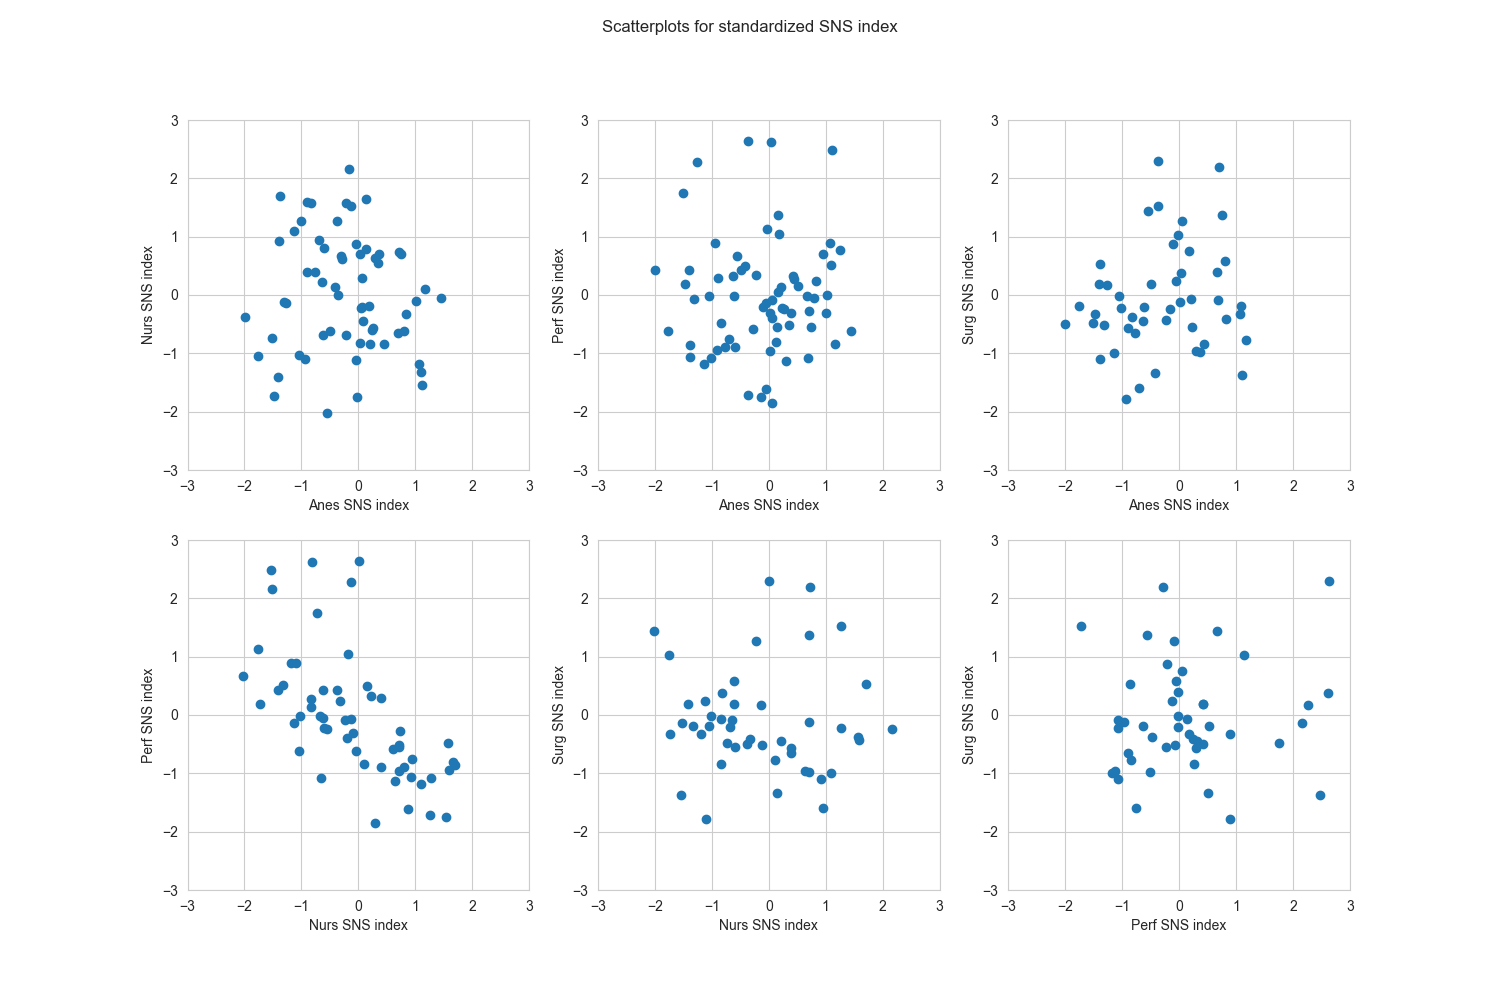 Scatterplots for standardized SNS index
3 3 3
2 2 2
1 1 1
0 0 0
−1 −1 −1
−2 −2 −2
−3 −3 −3
Nurs SNS index
Perf SNS index
Surg SNS index
−3 −2 −1 0 1 2 3 −3 −2 −1 0 1 2 3 −3 −2 −1 0 1 2 3
Anes SNS index Anes SNS index Anes SNS index
3 3 3
2 2 2
1 1 1
0 0 0
−1 −1 −1
−2 −2 −2
−3 −3 −3
Perf SNS index
Surg SNS index
Surg SNS index
−3 −2 −1 0 1 2 3 −3 −2 −1 0 1 2 3 −3 −2 −1 0 1 2 3
Nurs SNS index Nurs SNS index Perf SNS index